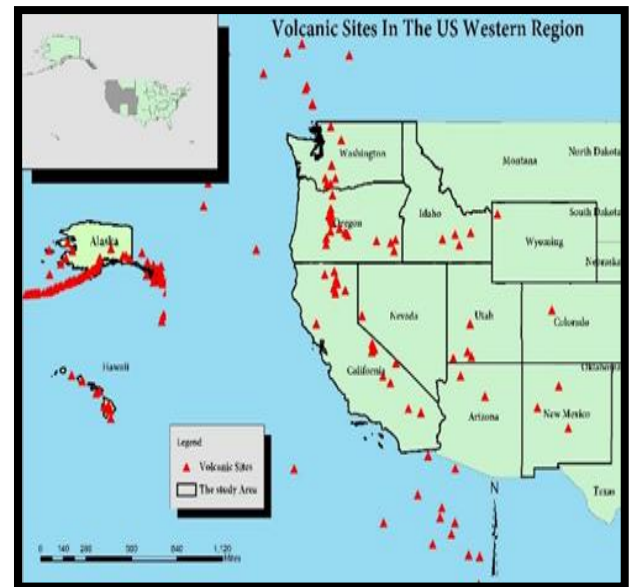 Volcanic Sites In The US Western Region
Washington
Montana
North Dakota
Oregon
Idaho
South Dakota
Wyoming
Nebraska
Alaska
Nevada
Utah
Colorado
Hawaii
California
Oklahoma
Arizona
New Mexico
Texas
Legend
Volcanic Sites
The study Area
N
0 140 280 560 840 1,120